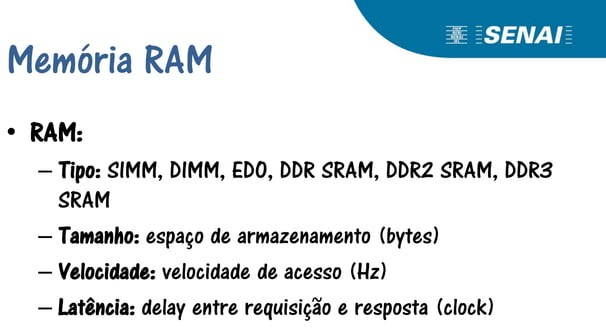 SENAI
Memória RAM
• RAM:
– Tipo: SIMM, DIMM, EDO, DDR SRAM, DDR2 SRAM, DDR3
SRAM
– Tamanho: espaço de armazenamento (bytes)
– Velocidade: velocidade de acesso (Hz)
– Latência: delay entre requisição e resposta (clock)